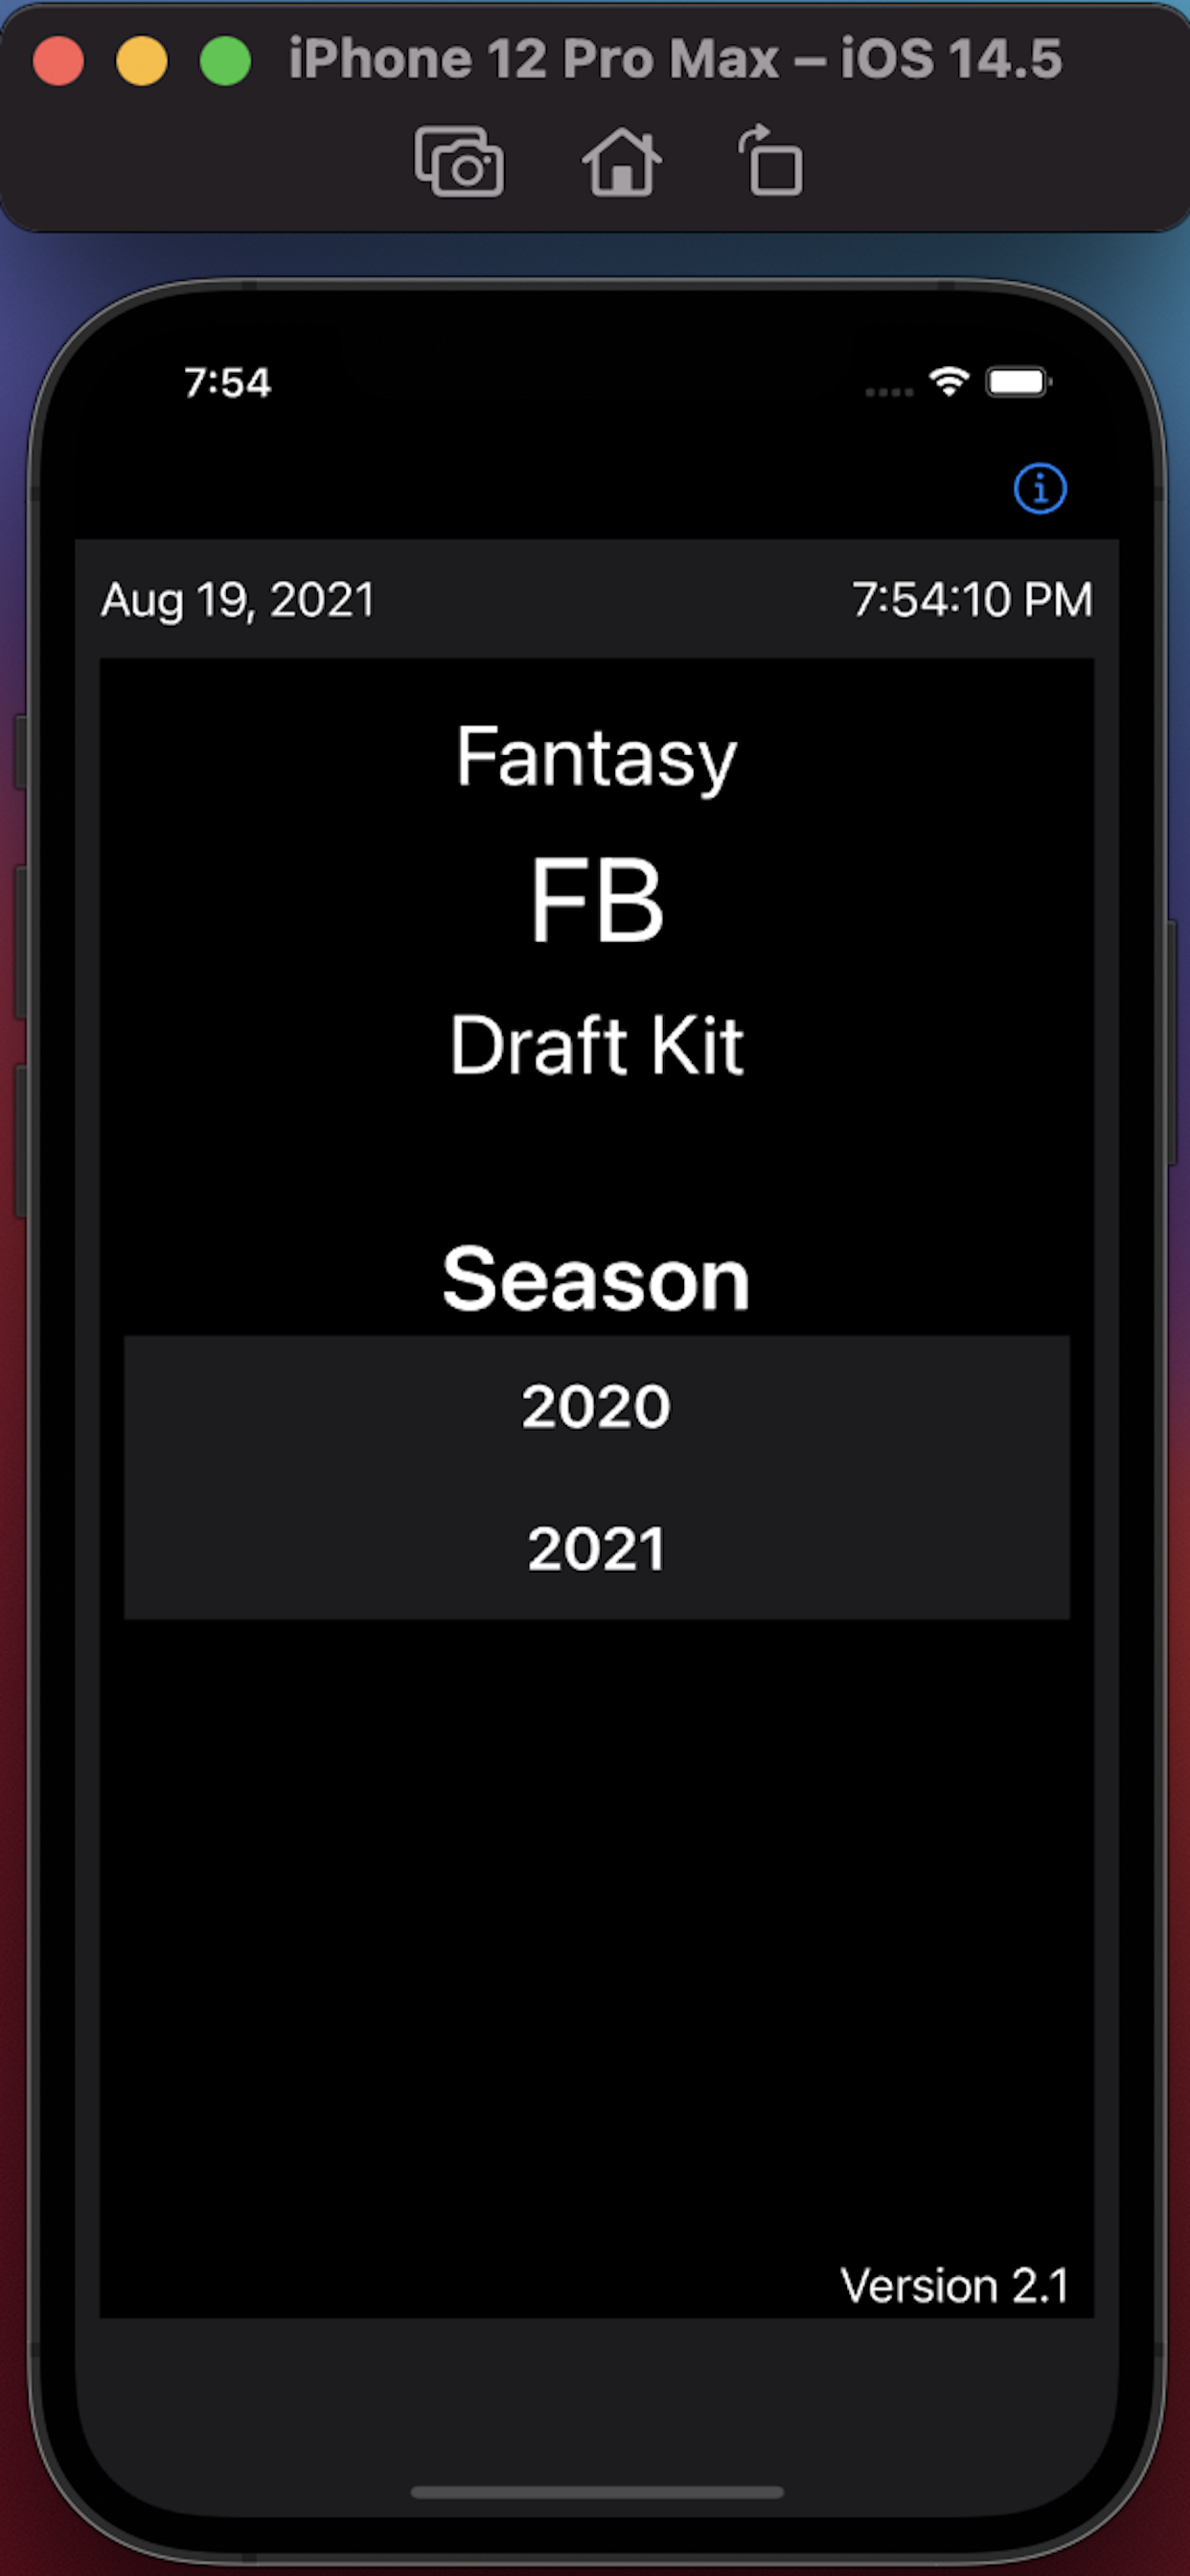 iPhone 12 Pro Max – iOS 14.5
7:54
Aug 19, 2021 7:54:10 PM
Fantasy
FB
Draft Kit
Season
2020
2021
Version 2.1